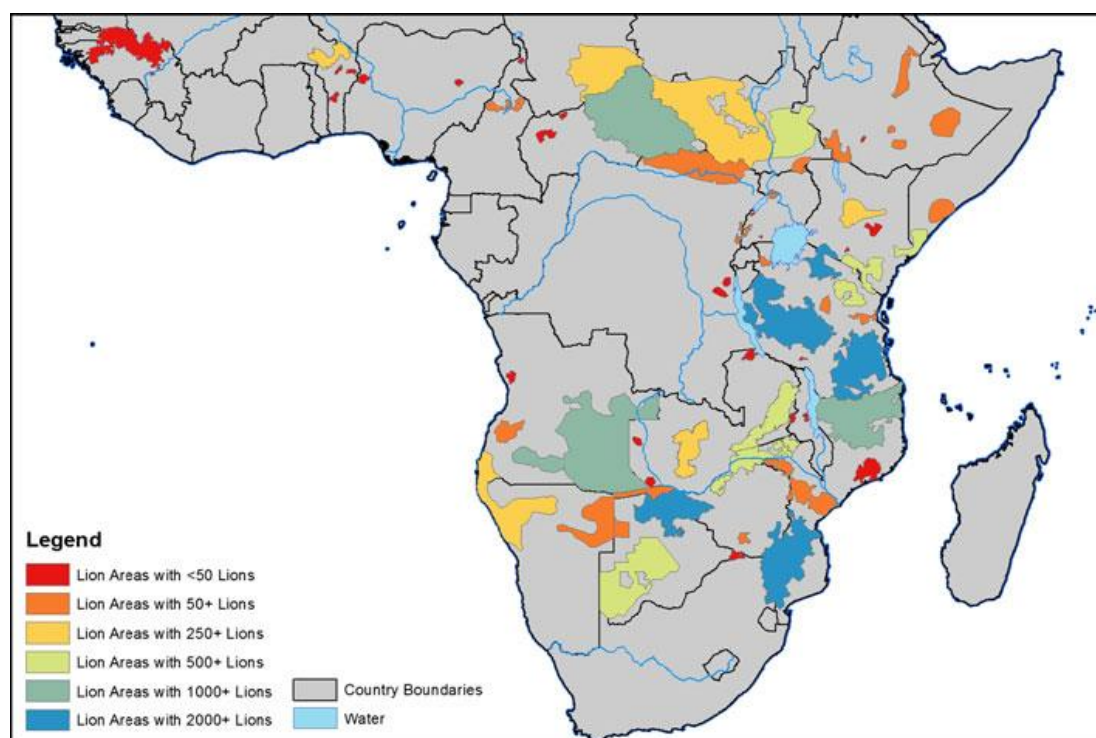 Legend
Lion Areas with <50 Lions
Lion Areas with 50+ Lions
Lion Areas with 250+ Lions
Lion Areas with 500+ Lions
Lion Areas with 1000+ Lions
Lion Areas with 2000+ Lions
Country Boundaries
Water